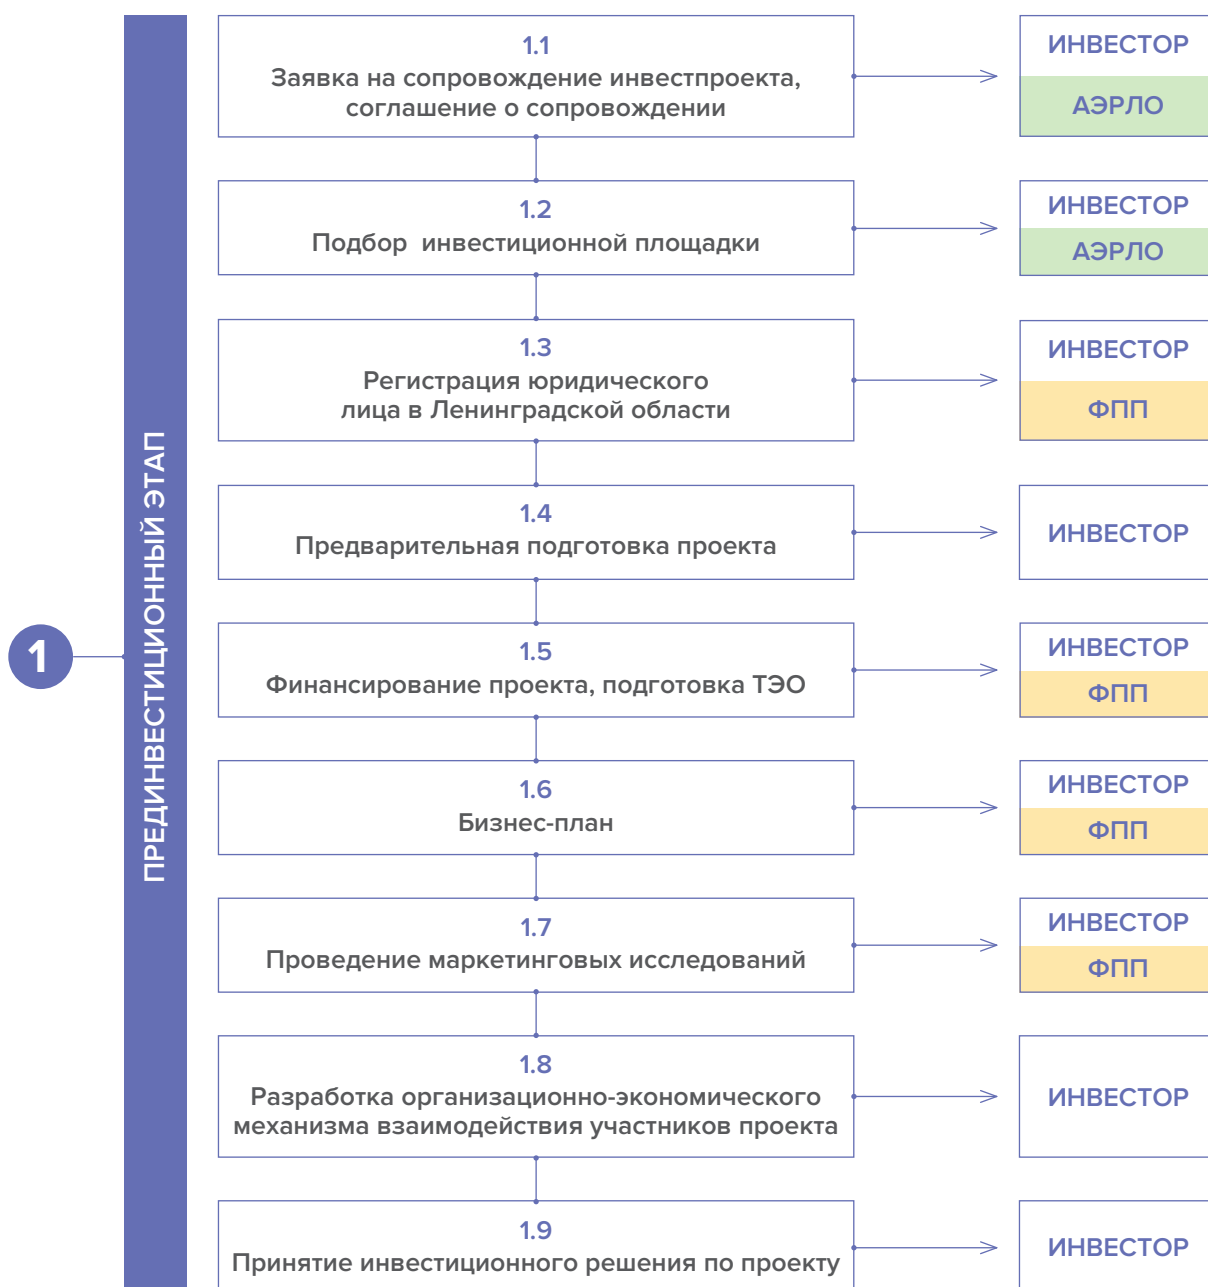 1
ПРЕДИНВЕСТИЦИОННЫЙ ЭТАП
1.1
Заявка на сопровождение инвестпроекта,
соглашение о сопровождении
ИНВЕСТОР
АЭРЛО
1.2
Подбор инвестиционной площадки
ИНВЕСТОР
АЭРЛО
1.3
Регистрация юридического
лица в Ленинградской области
ИНВЕСТОР
ФПП
1.4
Предварительная подготовка проекта
ИНВЕСТОР
1.5
Финансирование проекта, подготовка ТЭО
ИНВЕСТОР
ФПП
1.6
Бизнес-план
ИНВЕСТОР
ФПП
1.7
Проведение маркетинговых исследований
ИНВЕСТОР
ФПП
1.8
Разработка организационно-экономического
механизма взаимодействия участников проекта
ИНВЕСТОР
1.9
Принятие инвестиционного решения по проекту
ИНВЕСТОР